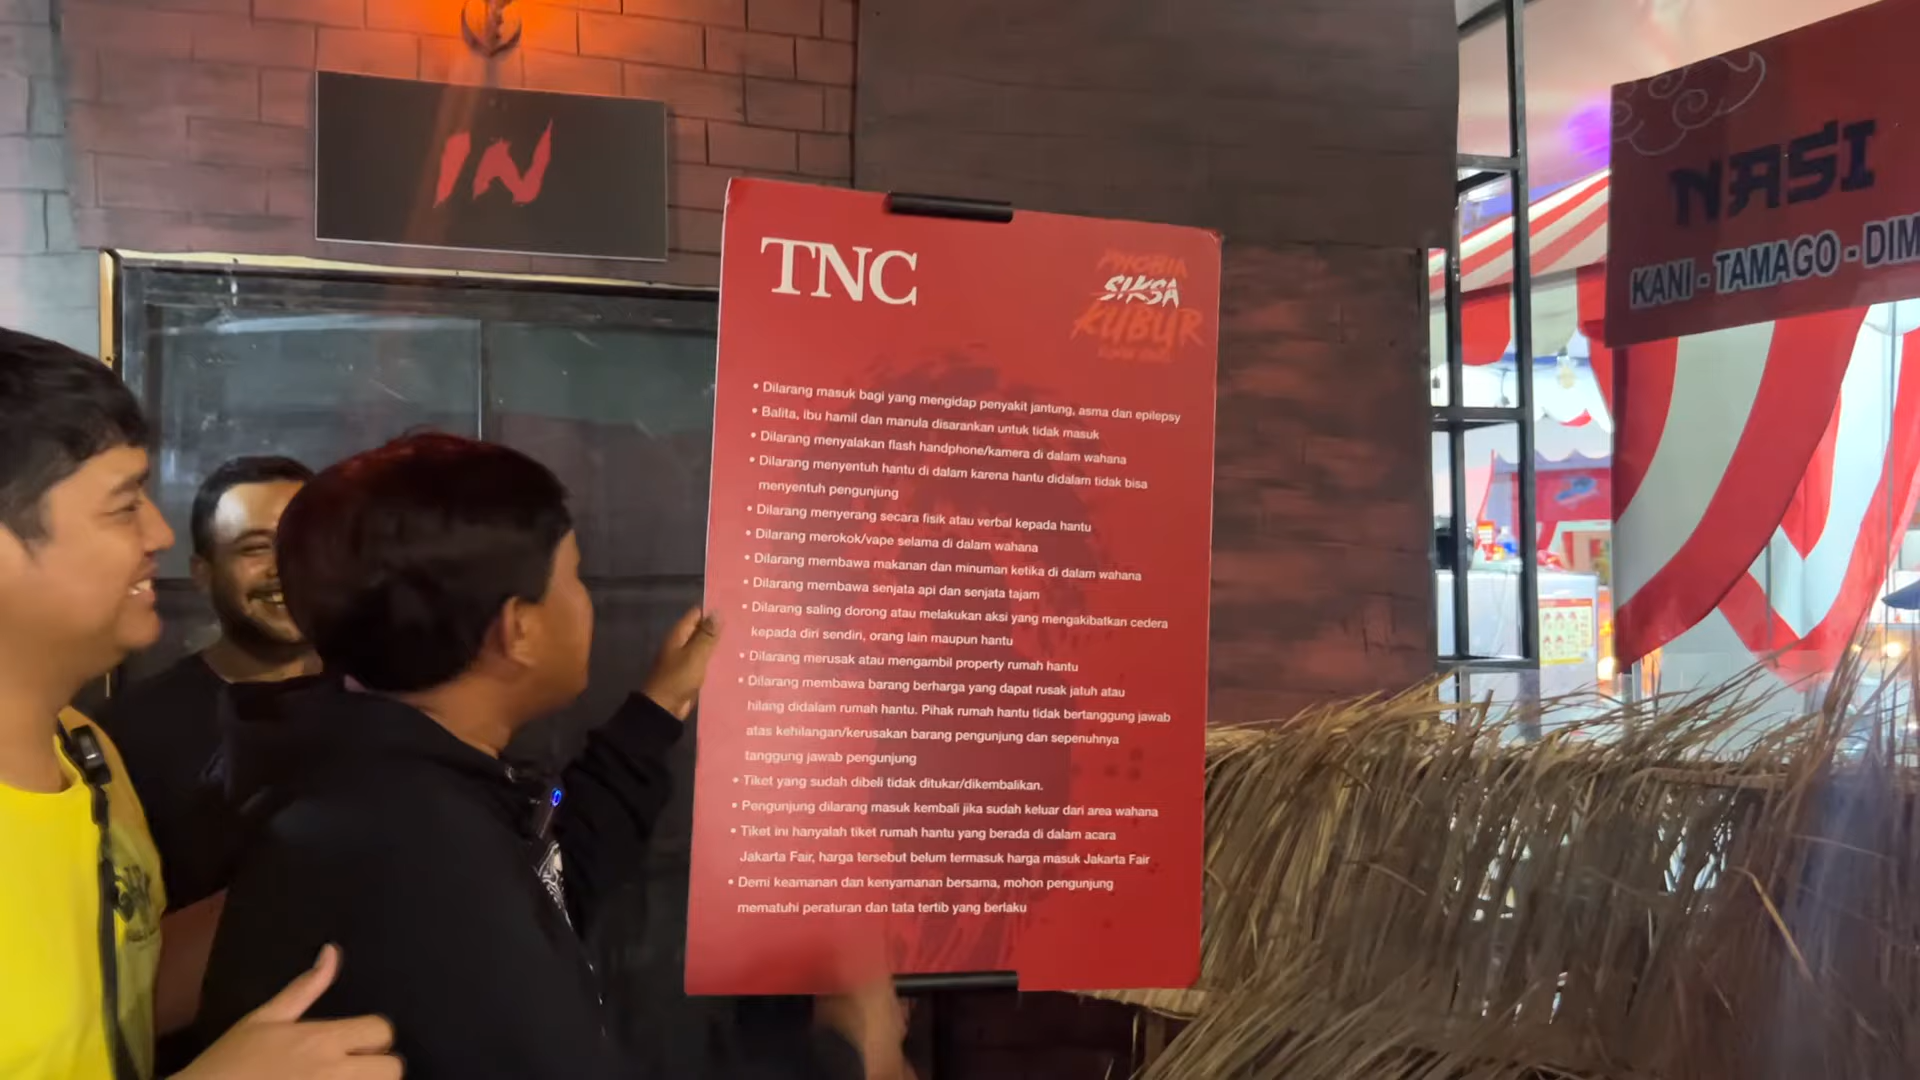 IN
TNC
PHOBIA
SIKSA
KUBUR
• Dilarang masuk bagi yang mengidap penyakit jantung, asma dan epilepsy
• Balita, ibu hamil dan manula disarankan untuk tidak masuk
• Dilarang menyalakan flash handphone/kamera di dalam wahana
• Dilarang menyentuh hantu di dalam karena hantu didalam tidak bisa
menyentuh pengunjung
• Dilarang menyerang secara fisik atau verbal kepada hantu
• Dilarang merokok/vape selama di dalam wahana
• Dilarang membawa makanan dan minuman ketika di dalam wahana
• Dilarang membawa senjata api dan senjata tajam
• Dilarang saling dorong atau melakukan aksi yang mengakibatkan cedera
kepada diri sendiri, orang lain maupun hantu
• Dilarang merusak atau mengambil property rumah hantu
• Dilarang membawa barang berharga yang dapat rusak jatuh atau
hilang didalam rumah hantu. Pihak rumah hantu tidak bertanggung jawab
atas kehilangan/kerusakan barang pengunjung dan sepenuhnya
tanggung jawab pengunjung
• Tiket yang sudah dibeli tidak ditukar/dikembalikan.
• Pengunjung dilarang masuk kembali jika sudah keluar dari area wahana
• Tiket ini hanyalah tiket rumah hantu yang berada di dalam acara
Jakarta Fair, harga tersebut belum termasuk harga masuk Jakarta Fair
• Demi keamanan dan kenyamanan bersama, mohon pengunjung
mematuhi peraturan dan tata tertib yang berlaku
NASI
KANI - TAMAGO - DIM